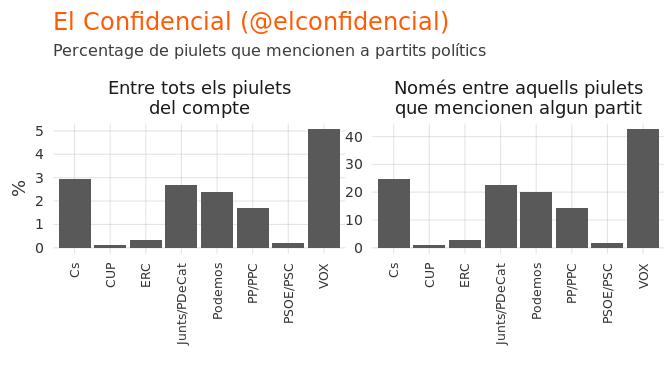 El Confidencial (@elconfidencial)
Percentage de piulets que mencionen a partits polítics
Entre tots els piulets
del compte
Només entre aquells piulets
que mencionen algun partit
%
5
4
3
2
1
0
Cs
CUP
ERC
Junts/PDeCat
Podemos
PP/PPC
PSOE/PSC
VOX
40
30
20
10
0
Cs
CUP
ERC
Junts/PDeCat
Podemos
PP/PPC
PSOE/PSC
VOX